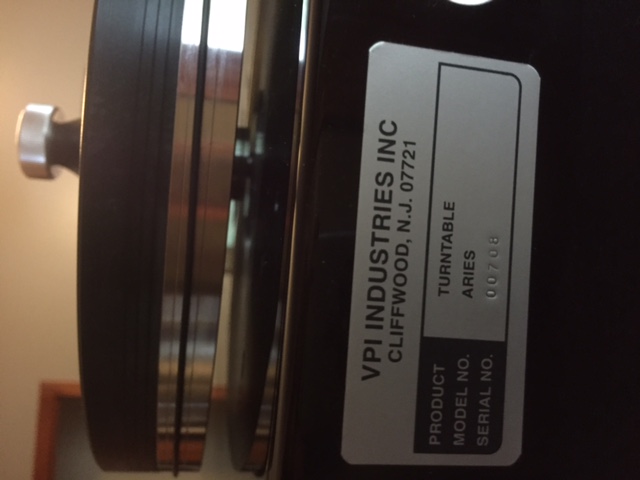 VPI INDUSTRIES INC
CLIFFWOOD, N.J. 07721
PRODUCT TURNTABLE
MODEL NO. ARIES
SERIAL NO. 00708